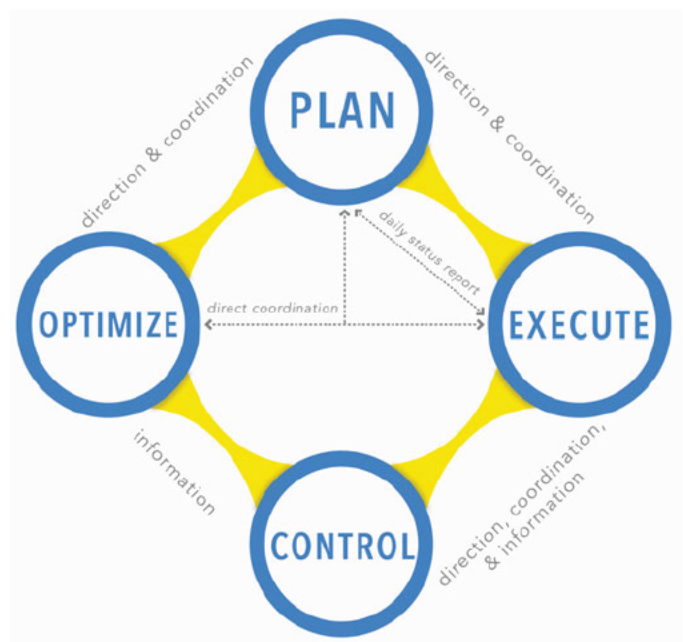 PLAN
direction & coordination
direction & coordination
daily status report
direct coordination
OPTIMIZE
EXECUTE
information
direction, coordination,
& information
CONTROL